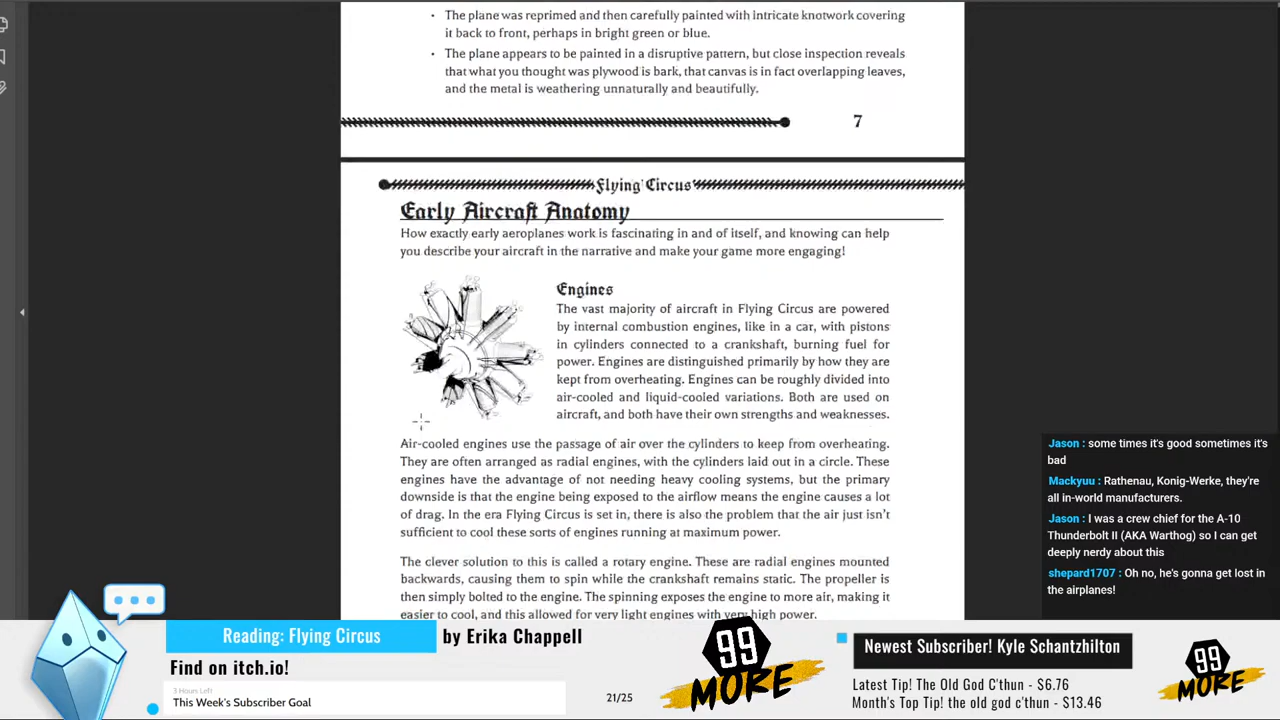 • The plane was reprimed and then carefully painted with intricate knotwork covering
it back to front, perhaps in bright green or blue.
• The plane appears to be painted in a disruptive pattern, but close inspection reveals
that what you thought was plywood is bark, that canvas is in fact overlapping leaves,
and the metal is weathering unnaturally and beautifully.
7
Flying Circus
Early Aircraft Anatomy
How exactly early aeroplanes work is fascinating in and of itself, and knowing can help
you describe your aircraft in the narrative and make your game more engaging!
Engines
The vast majority of aircraft in Flying Circus are powered
by internal combustion engines, like in a car, with pistons
in cylinders connected to a crankshaft, burning fuel for
power. Engines are distinguished primarily by how they are
kept from overheating. Engines can be roughly divided into
air-cooled and liquid-cooled variations. Both are used on
aircraft, and both have their own strengths and weaknesses.
Air-cooled engines use the passage of air over the cylinders to keep from overheating.
They are often arranged as radial engines, with the cylinders laid out in a circle. These
engines have the advantage of not needing heavy cooling systems, but the primary
downside is that the engine being exposed to the airflow means the engine causes a lot
of drag. In the era Flying Circus is set in, there is also the problem that the air just isn't
sufficient to cool these sorts of engines running at maximum power.
The clever solution to this is called a rotary engine. These are radial engines mounted
backwards, causing them to spin while the crankshaft remains static. The propeller is
then simply bolted to the engine. The spinning exposes the engine to more air, making it
easier to cool, and this allowed for very light engines with very high power.
Jason : some times it's good sometimes it's
bad
Mackyuu : Rathenau, Konig-Werke, they're
all in-world manufacturers.
Jason : I was a crew chief for the A-10
Thunderbolt II (AKA Warthog) so I can get
deeply nerdy about this
shepard1707 : Oh no, he's gonna get lost in
the airplanes!
Reading: Flying Circus by Erika Chappell
Find on itch.io!
3 Hours Left
This Week's Subscriber Goal
21/25
99
MORE
Newest Subscriber! Kyle Schantzhilton
Latest Tip! The Old God C'thun - $6.76
Month's Top Tip! the old god c'thun - $13.46
99
MORE